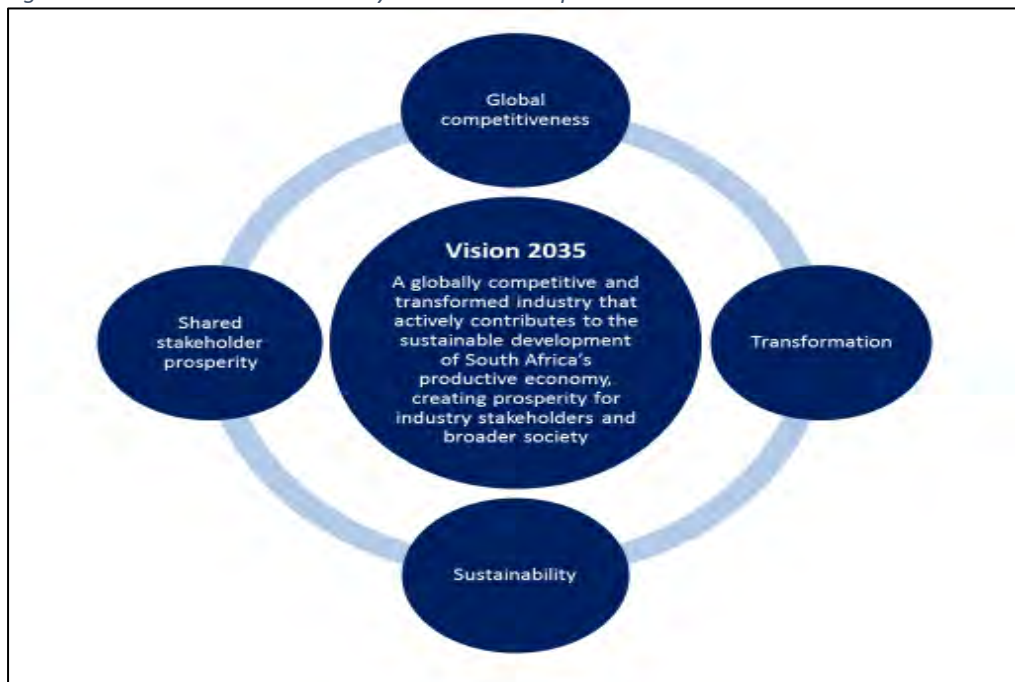 Global
competitiveness
Vision 2035
A globally competitive and
transformed industry that
actively contributes to the
sustainable development
of South Africa's
productive economy,
creating prosperity for
industry stakeholders and
broader society
Shared
stakeholder
prosperity
Transformation
Sustainability